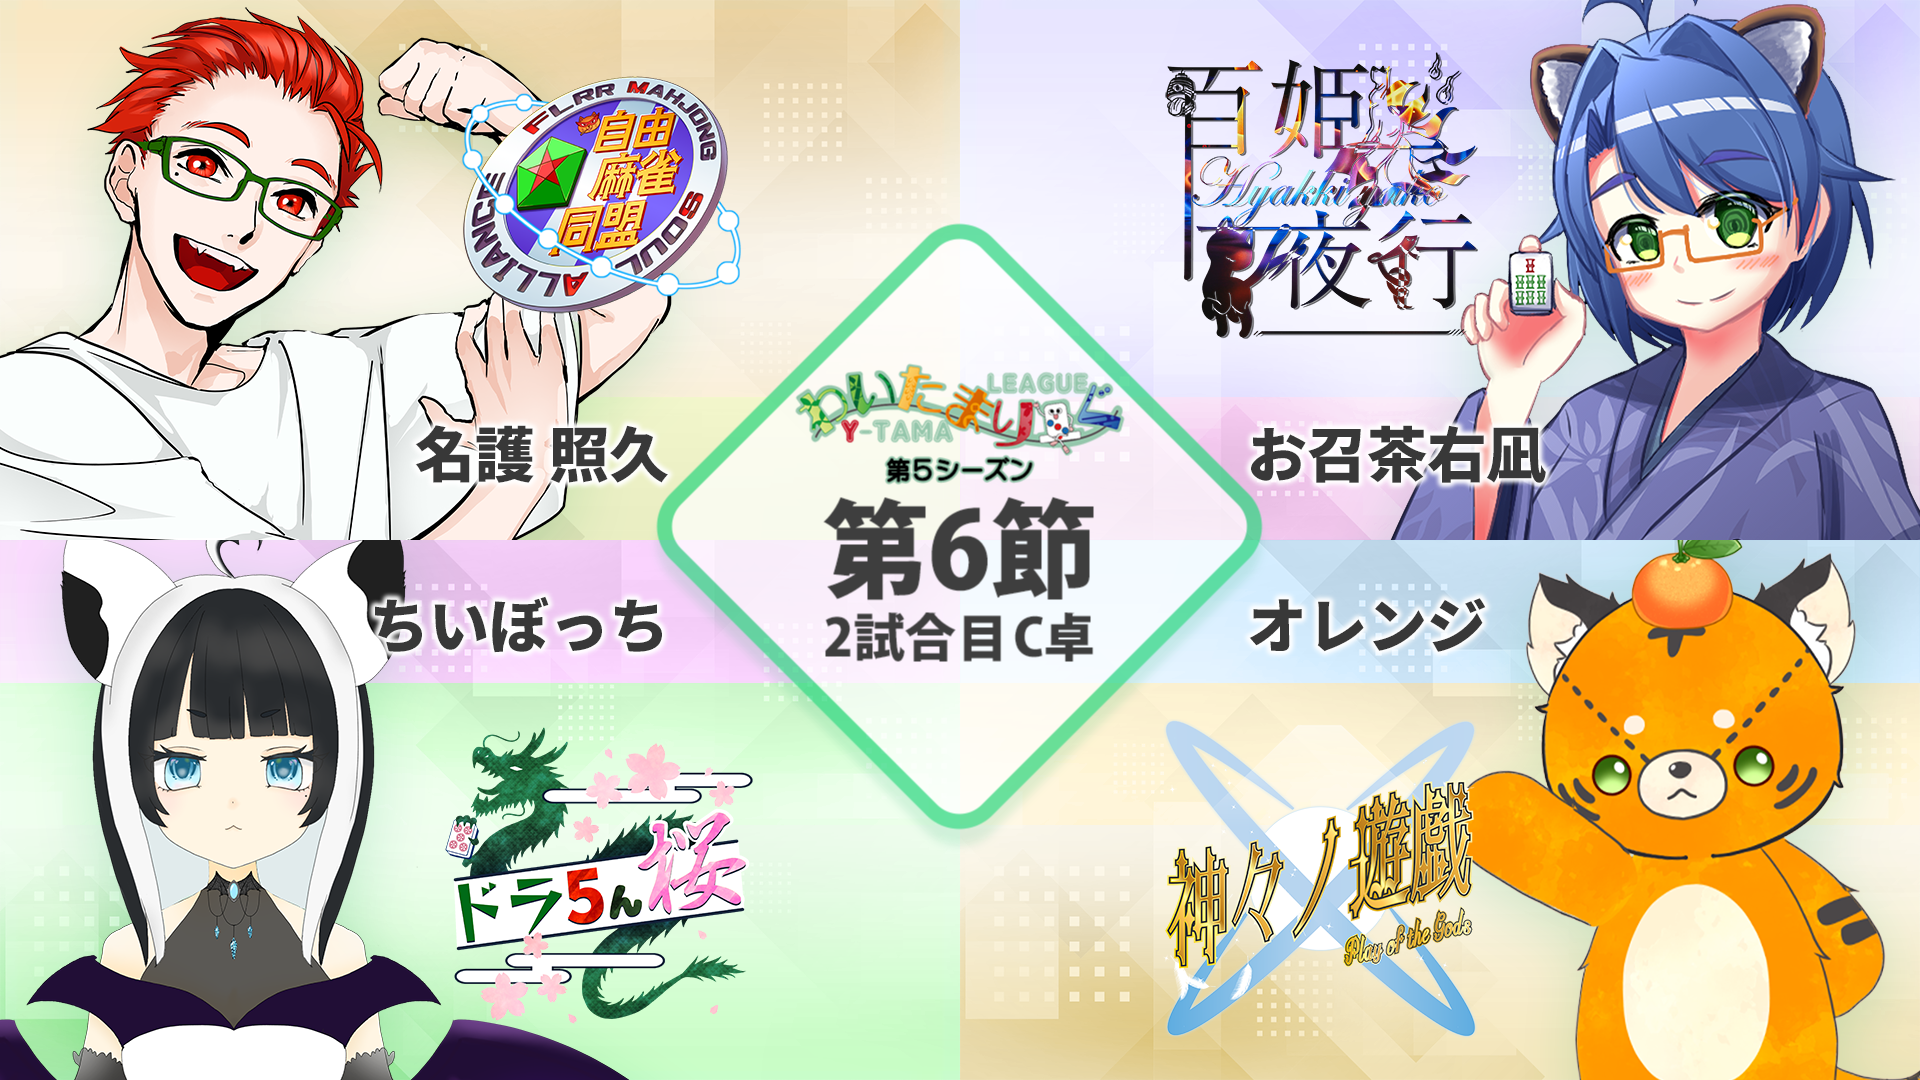 FLRR MAHJONG SOUL ALLIANCE
自由
麻雀
同盟
名護 照久
百姫
Hyakkiyako
夜行
お召茶右凪
わいたまりーぐ
LEAGUE
Y-TAMA
第5シーズン
第6節
2試合目 C卓
ちいぼっち
ドラ5ん桜
オレンジ
神々ノ遊戯
Play of the Gods